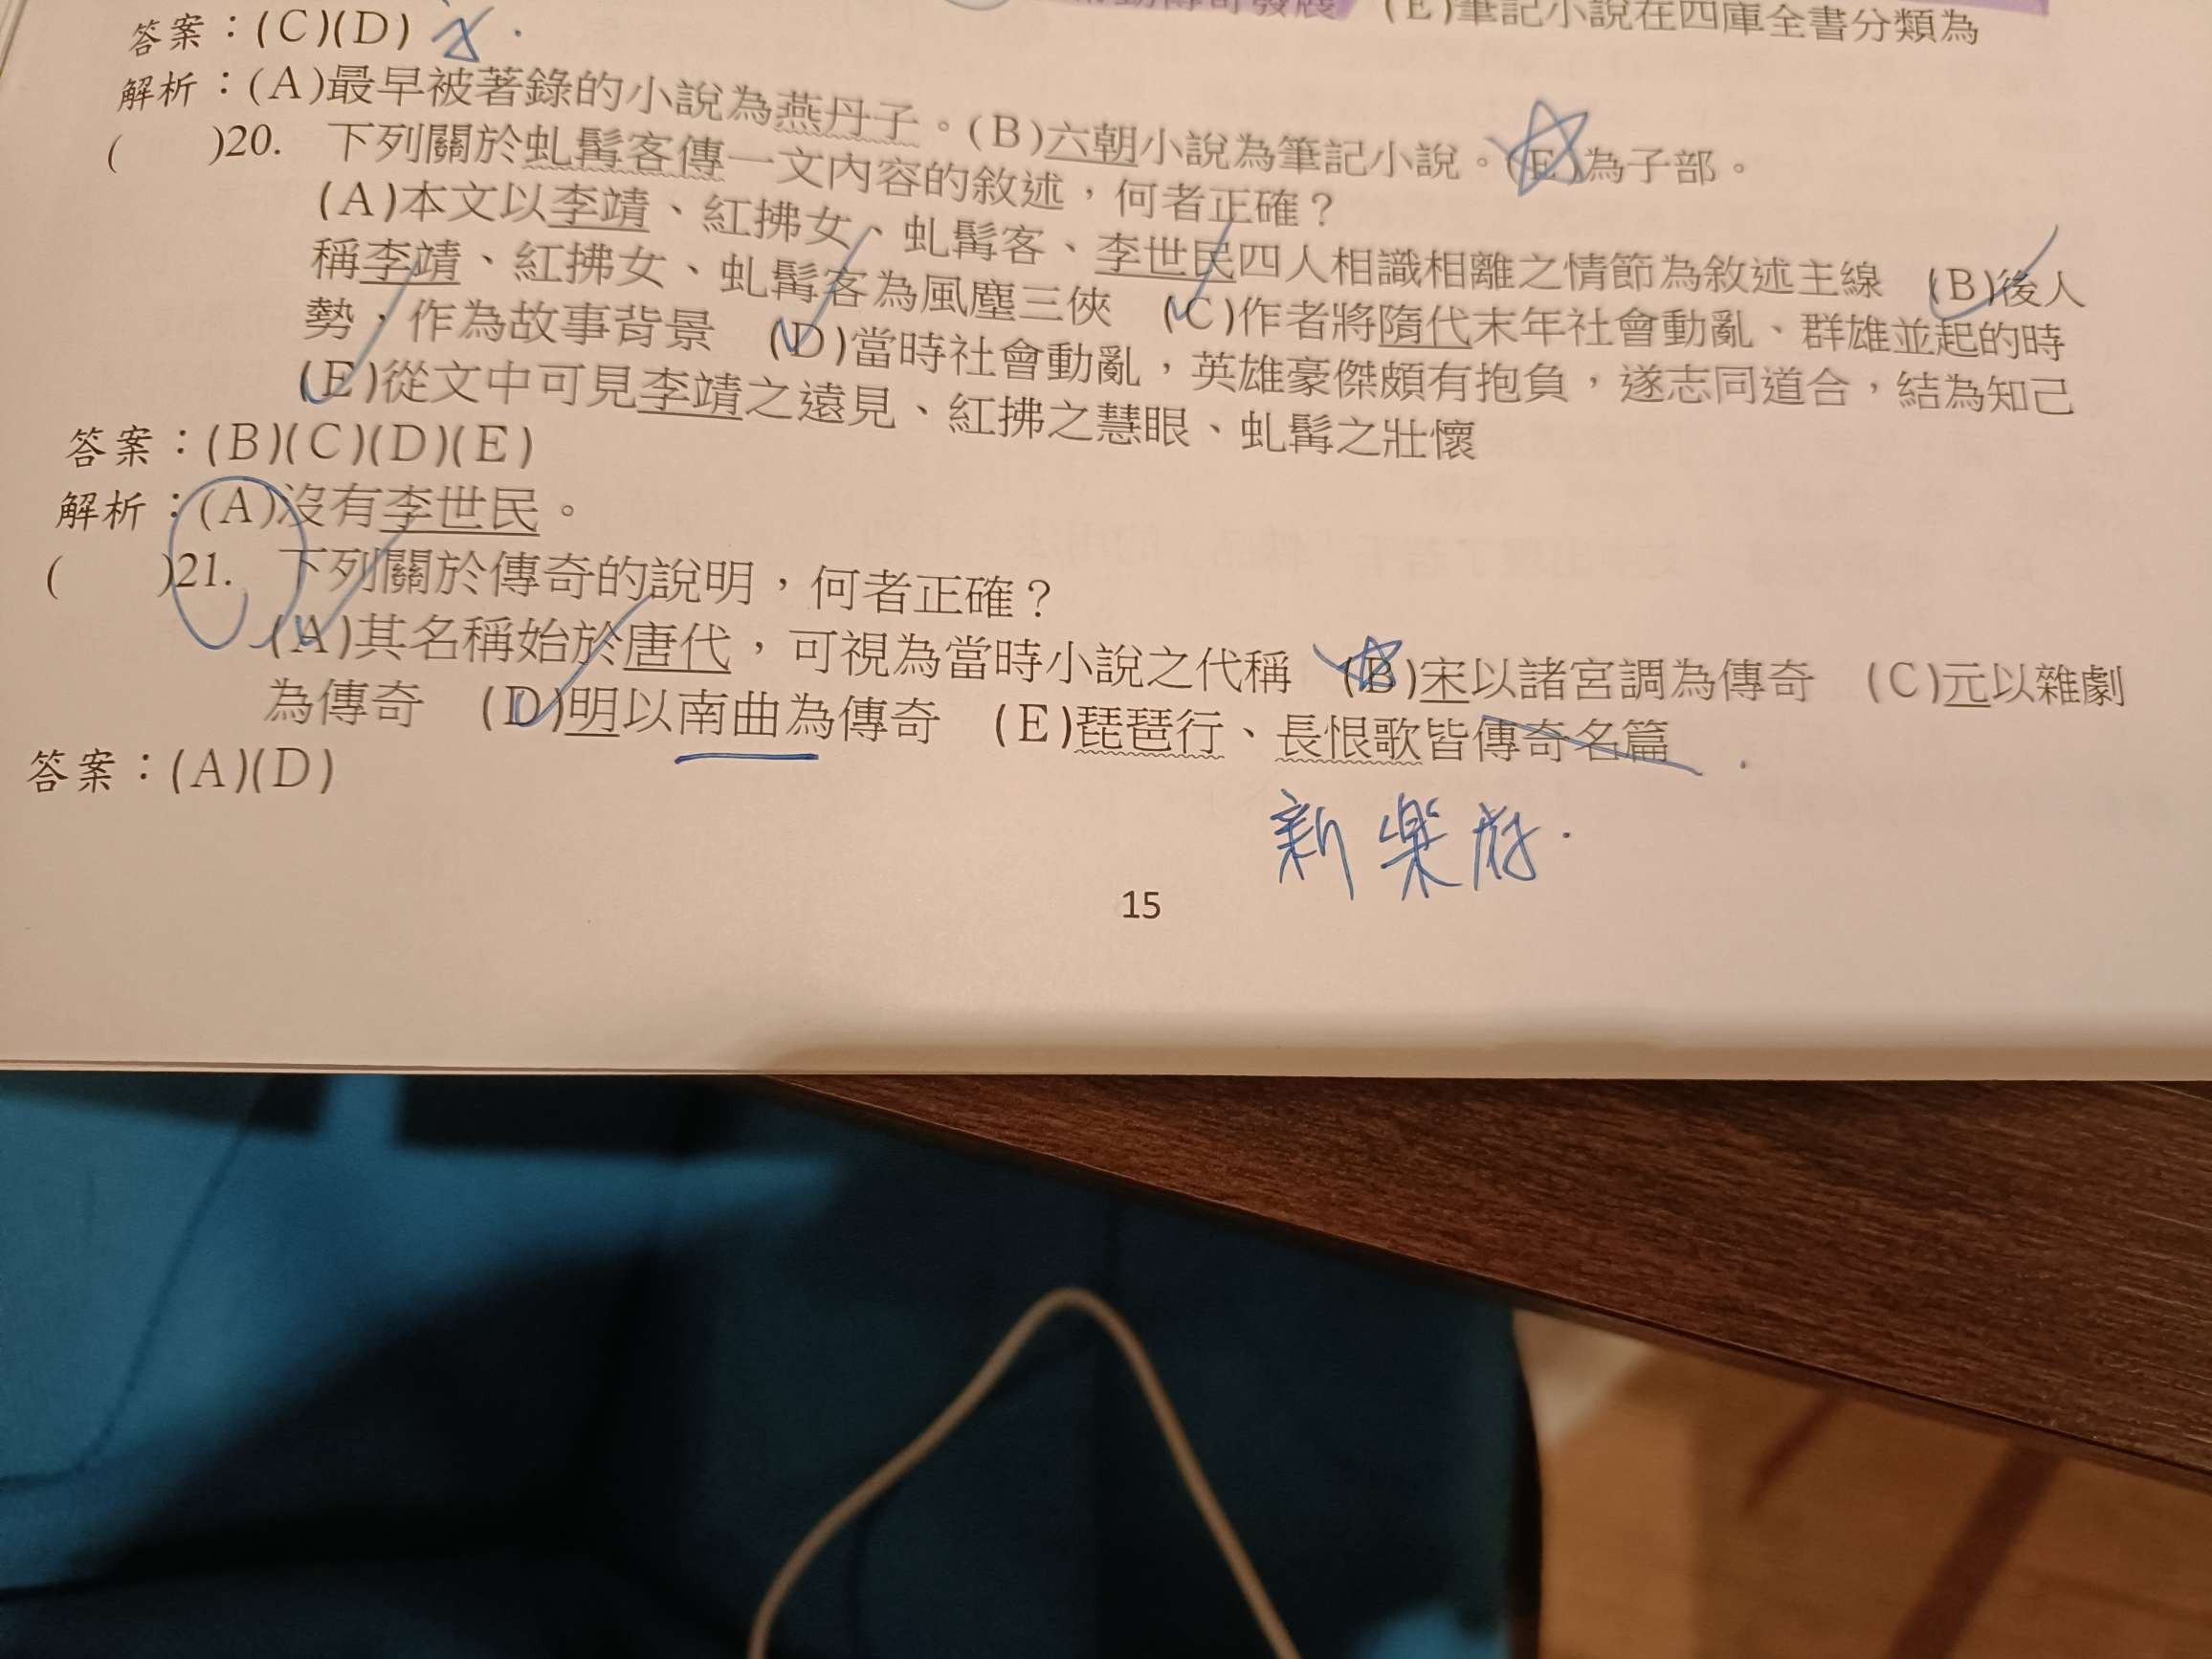 (E)筆記小說在四庫全書分類為
答案：(C)(D)
解析：(A)最早被著錄的小說為燕丹子。(B)六朝小說為筆記小說。(E)為子部。
(　　)20.　下列關於虬髯客傳一文內容的敘述，何者正確？
(A)本文以李靖、紅拂女、虬髯客、李世民四人相識相離之情節為敘述主線　(B)後人
稱李靖、紅拂女、虬髯客為風塵三俠　(C)作者將隋代末年社會動亂、群雄並起的時
勢，作為故事背景　(D)當時社會動亂，英雄豪傑頗有抱負，遂志同道合，結為知己
(E)從文中可見李靖之遠見、紅拂之慧眼、虬髯之壯懷
答案：(B)(C)(D)(E)
解析：(A)沒有李世民。
(　　)21.　下列關於傳奇的說明，何者正確？
(A)其名稱始於唐代，可視為當時小說之代稱　(B)宋以諸宮調為傳奇　(C)元以雜劇
為傳奇　(D)明以南曲為傳奇　(E)琵琶行、長恨歌皆傳奇名篇
答案：(A)(D)
新樂府.
15